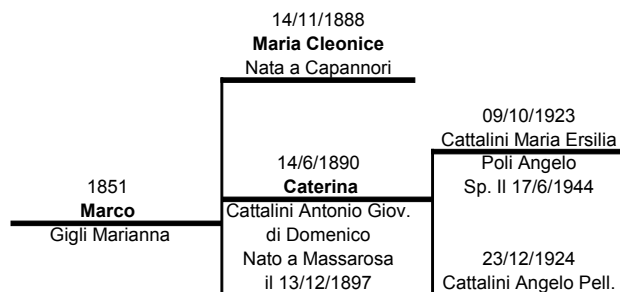 14/11/1888
Maria Cleonice
Nata a Capannori
09/10/1923
Cattalini Maria Ersilia
Poli Angelo
Sp. Il 17/6/1944
14/6/1890
Caterina
Cattalini Antonio Giov.
di Domenico
Nato a Massarosa
il 13/12/1897
1851
Marco
Gigli Marianna
23/12/1924
Cattalini Angelo Pell.